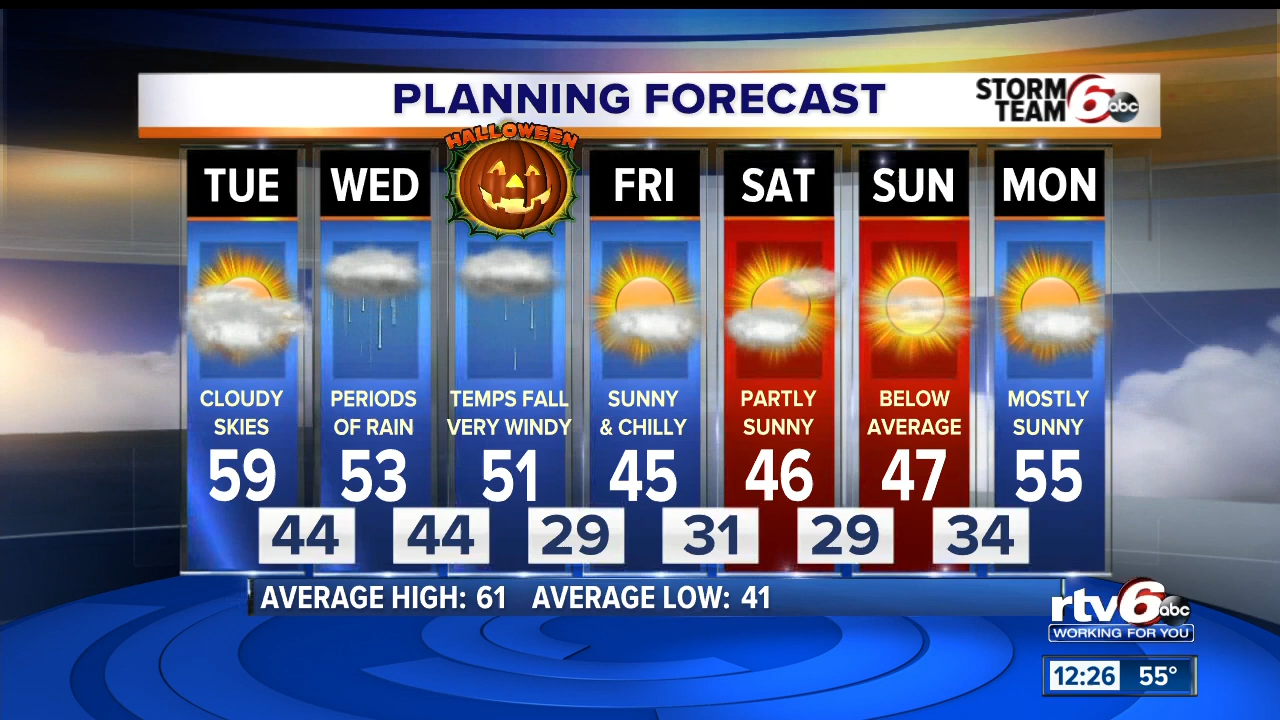 PLANNING FORECAST
STORM
TEAM 6 abc
HALLOWEEN
TUE
WED
FRI
SAT
SUN
MON
CLOUDY
SKIES
59
PERIODS
OF RAIN
53
TEMPS FALL
VERY WINDY
51
SUNNY
& CHILLY
45
PARTLY
SUNNY
46
BELOW
AVERAGE
47
MOSTLY
SUNNY
55
44
44
29
31
29
34
AVERAGE HIGH: 61 AVERAGE LOW: 41
rtv6 abc
WORKING FOR YOU
12:26 55°